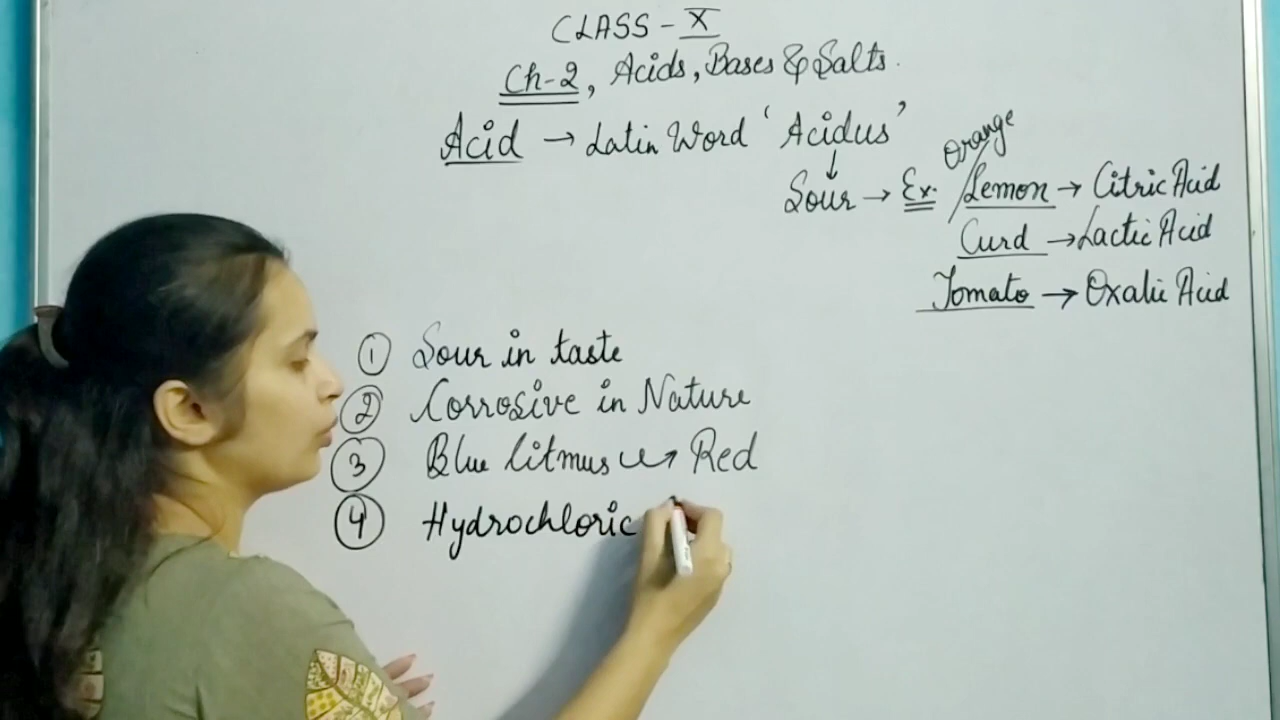 CLASS - X
Ch-2, Acids, Bases & Salts.
Acid → Latin Word ' Acidus '
↓
Orange
Sour → Ex. / Lemon → Citric Acid
Curd → Lactic Acid
Tomato → Oxalic Acid
① Sour in taste
② Corrosive in Nature
③ Blue litmus → Red
④ Hydrochloric